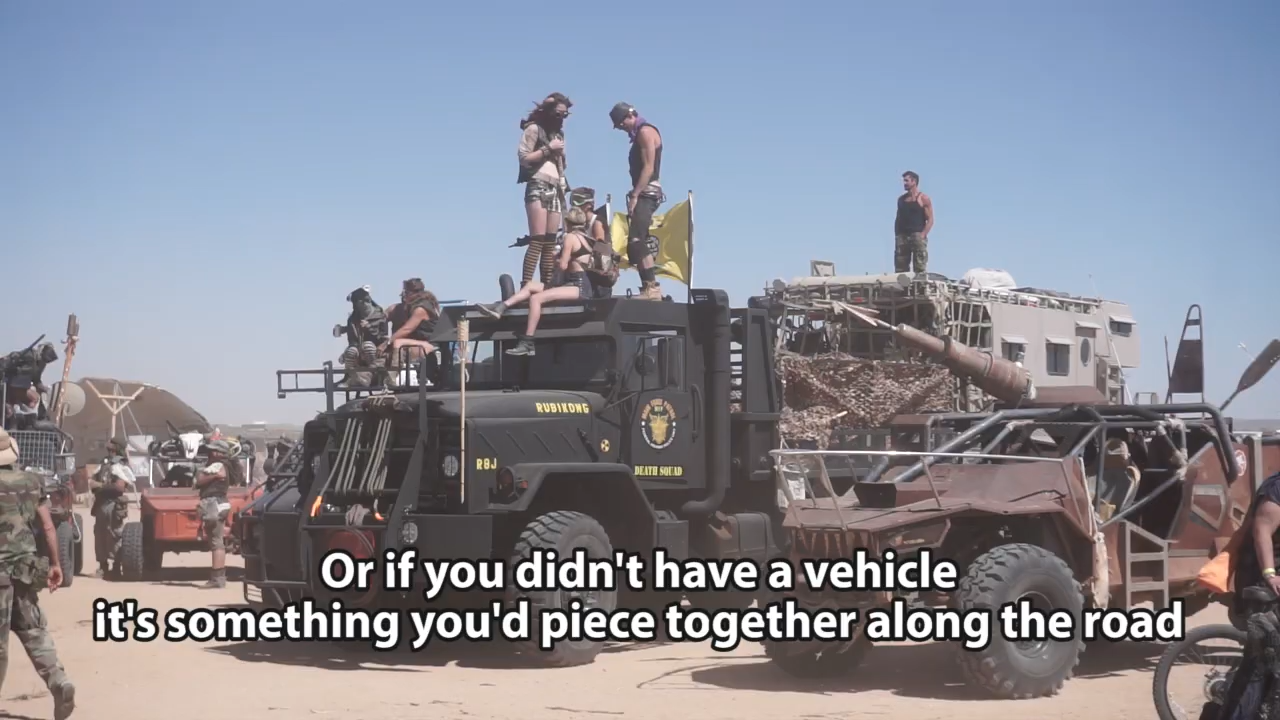 RUBIKONG
R8J
DEATH SQUAD
Or if you didn't have a vehicle
it's something you'd piece together along the road